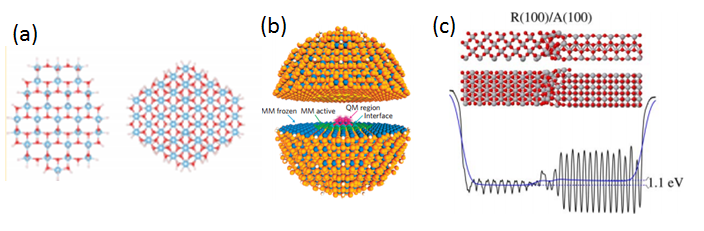 (a)
(b)
(c)
R(100)/A(100)
MM frozen
MM active
QM region
Interface
1.1 eV